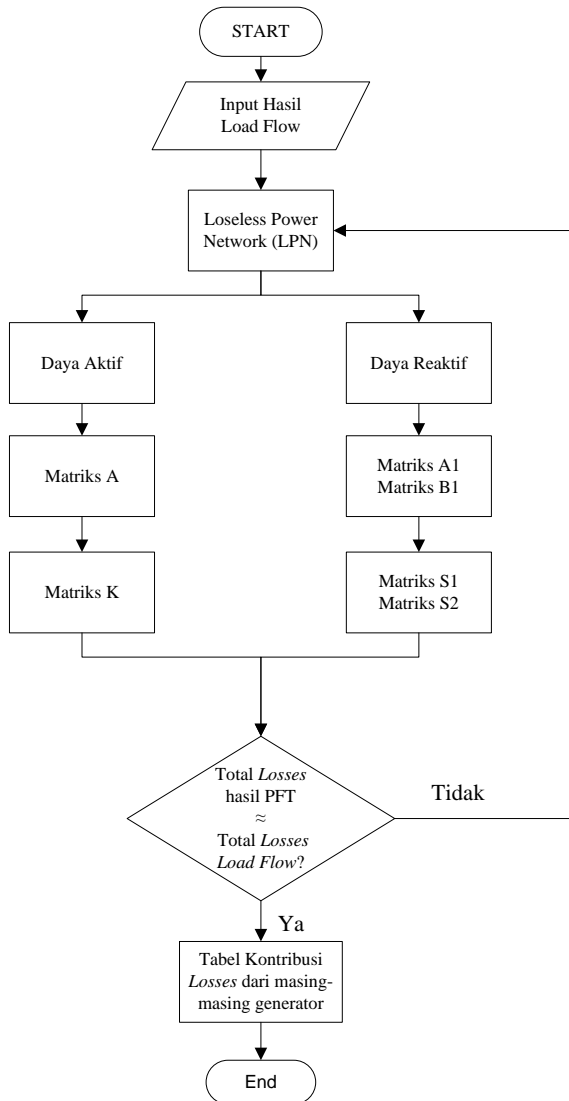 START
Input Hasil
Load Flow
Loseless Power
Network (LPN)
Daya Aktif
Daya Reaktif
Matriks A
Matriks A1
Matriks B1
Matriks K
Matriks S1
Matriks S2
Total Losses
hasil PFT
≈
Total Losses
Load Flow?
Tidak
Ya
Tabel Kontribusi
Losses dari masing-
masing generator
End